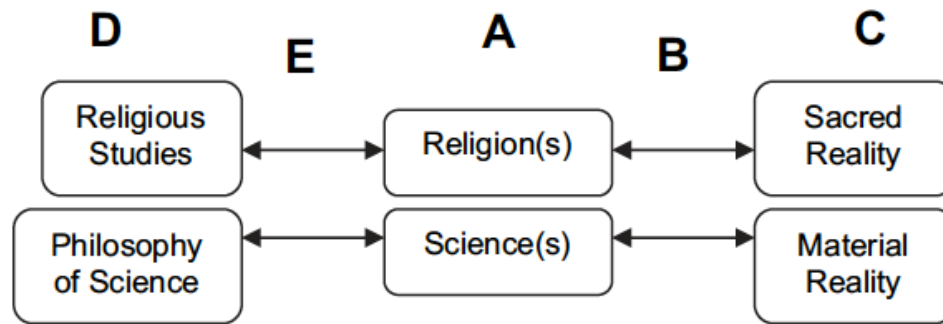 D
E
A
B
C
Religious
Studies
Religion(s)
Sacred
Reality
Philosophy
of Science
Science(s)
Material
Reality